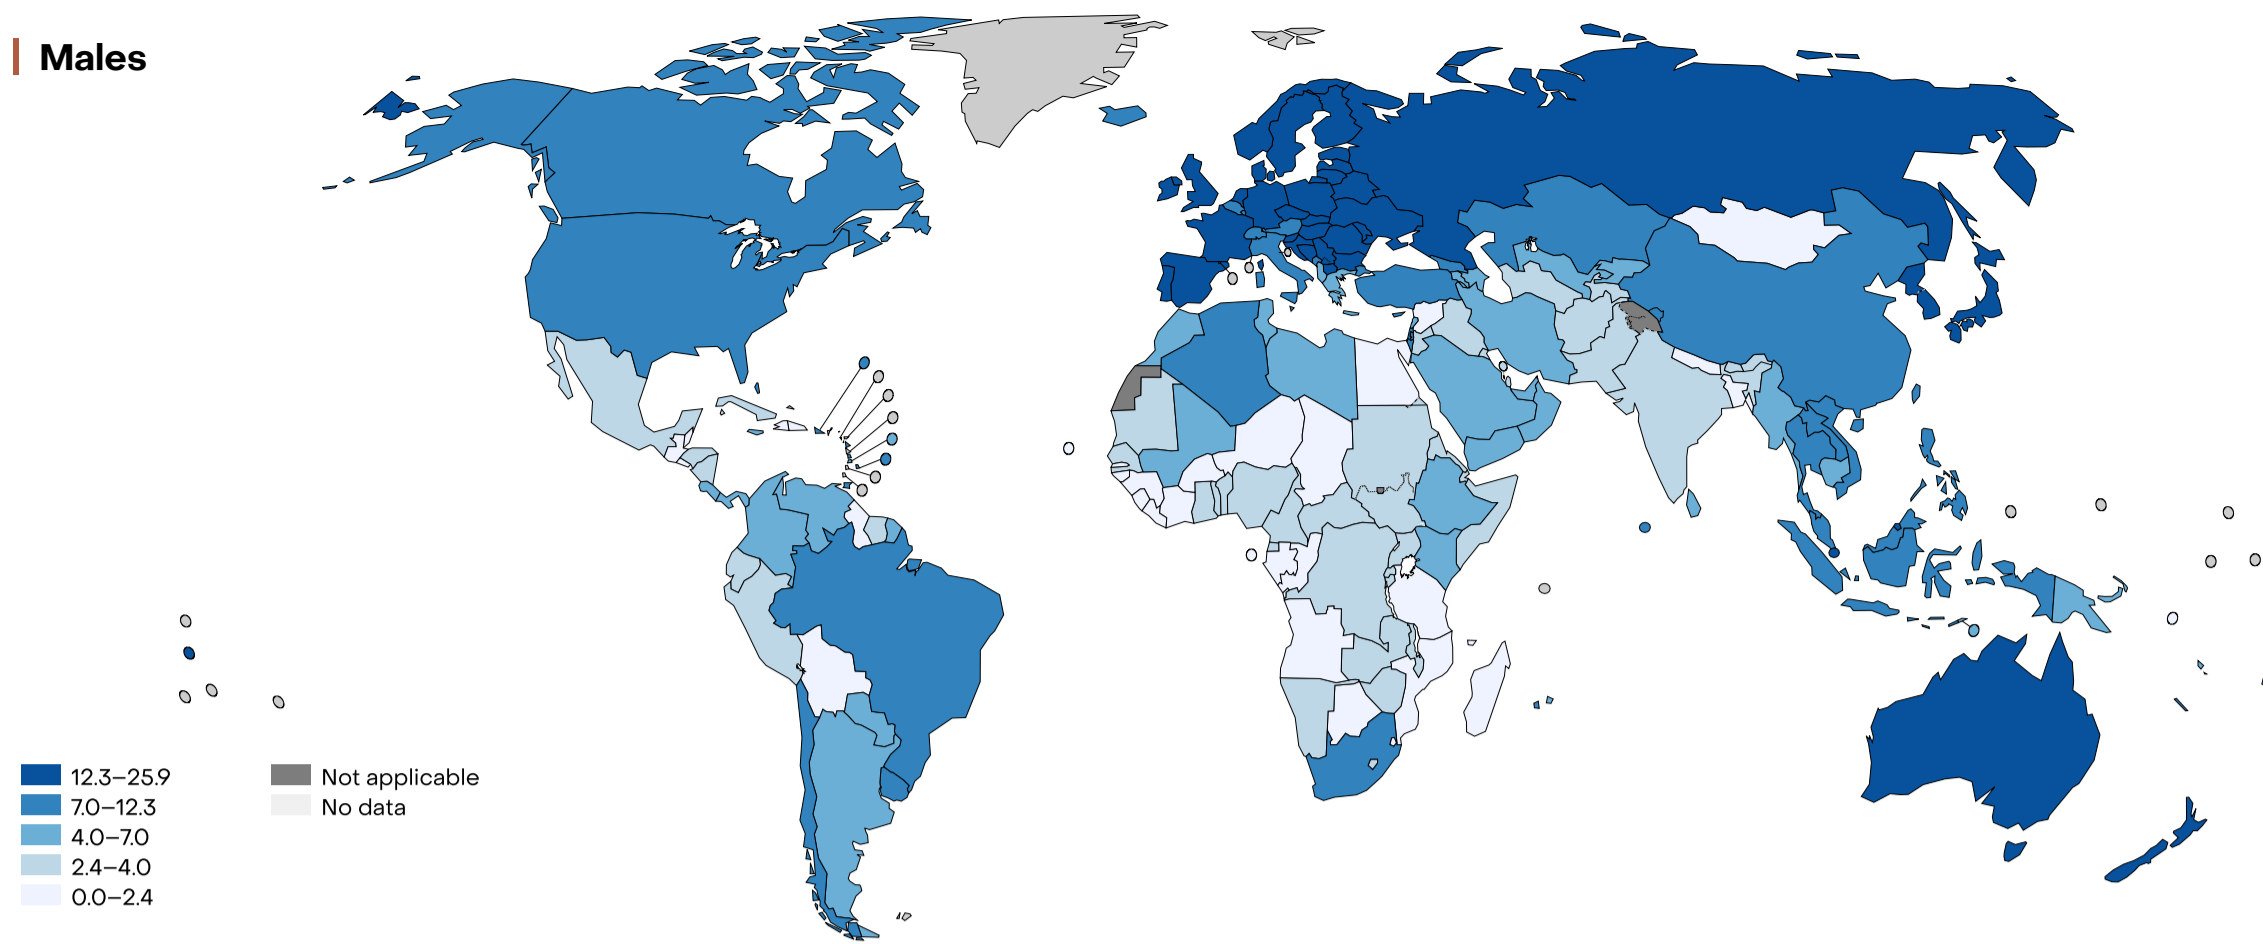 Males
12.3–25.9
7.0–12.3
4.0–7.0
2.4–4.0
0.0–2.4
Not applicable
No data